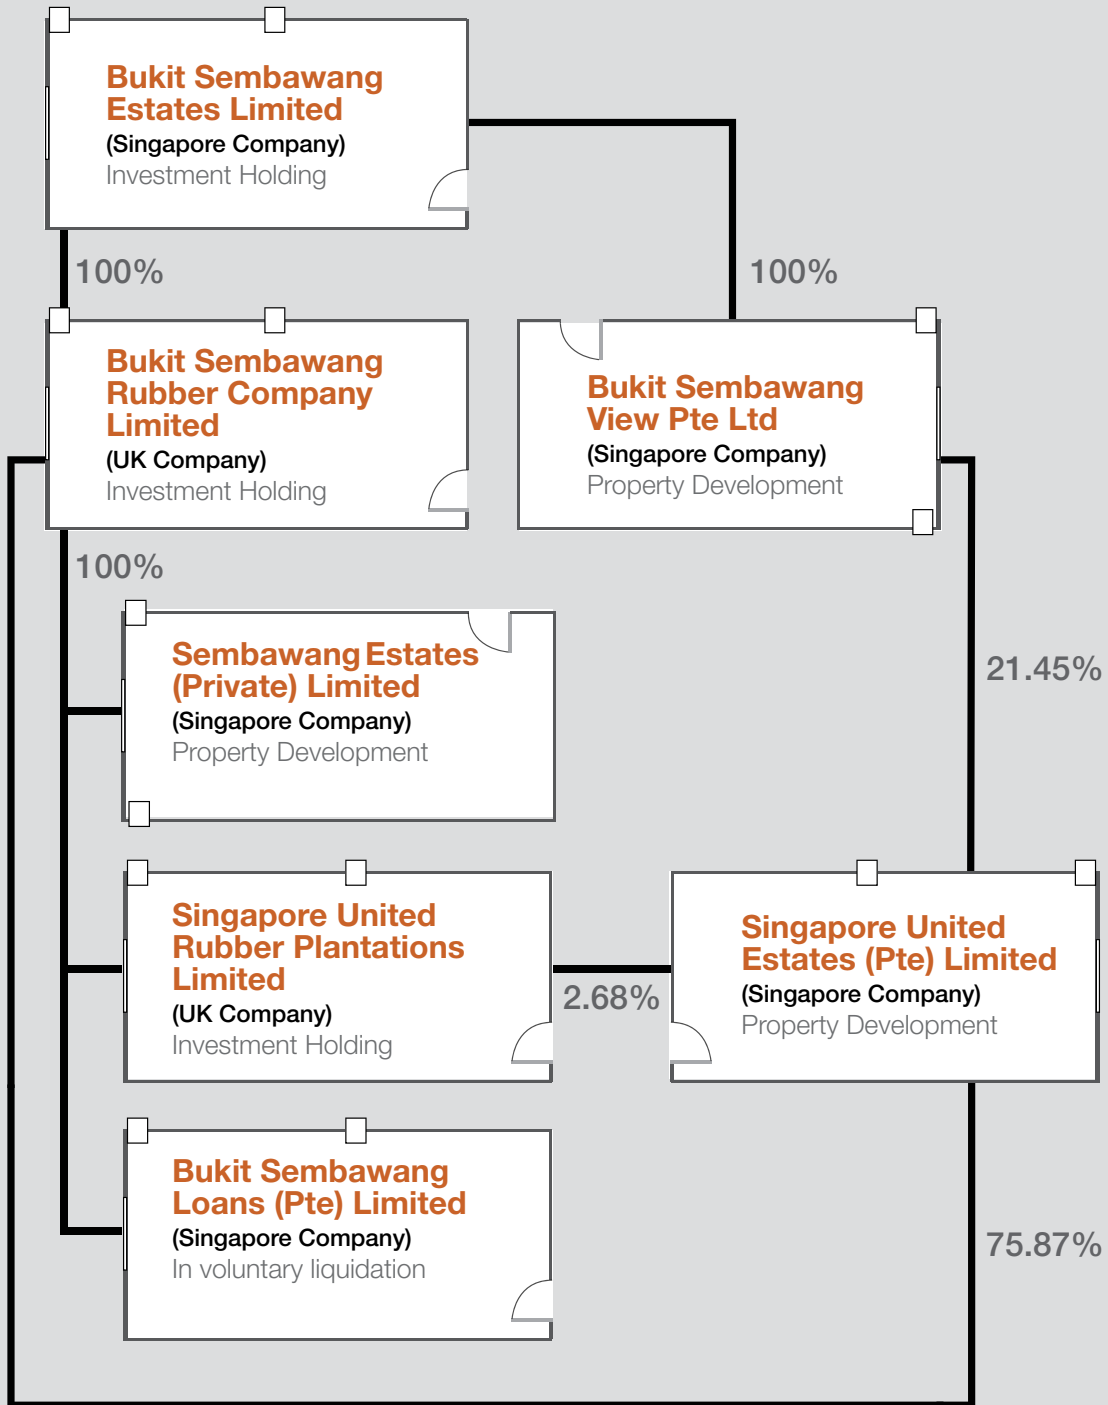 Bukit Sembawang
Estates Limited
(Singapore Company)
Investment Holding
100%
100%
Bukit Sembawang
Rubber Company
Limited
(UK Company)
Investment Holding
Bukit Sembawang
View Pte Ltd
(Singapore Company)
Property Development
100%
21.45%
Sembawang Estates
(Private) Limited
(Singapore Company)
Property Development
Singapore United
Rubber Plantations
Limited
(UK Company)
Investment Holding
2.68%
Singapore United
Estates (Pte) Limited
(Singapore Company)
Property Development
Bukit Sembawang
Loans (Pte) Limited
(Singapore Company)
In voluntary liquidation
75.87%